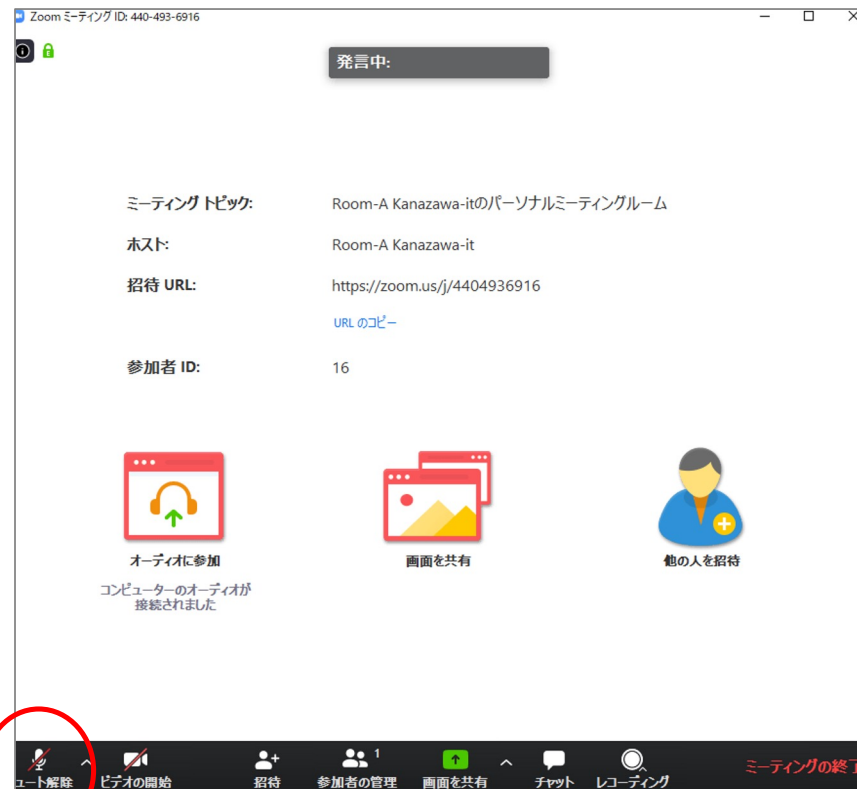 Zoom ミーティング ID: 440-493-6916
発言中:
ミーティング トピック: Room-A Kanazawa-itのパーソナルミーティングルーム
ホスト: Room-A Kanazawa-it
招待 URL: https://zoom.us/j/4404936916
URL のコピー
参加者 ID: 16
オーディオに参加 画面を共有 他の人を招待
コンピューターのオーディオが
接続されました
1
ュート解除 ビデオの開始 招待 参加者の管理 画面を共有 チャット レコーディング ミーティングの終了